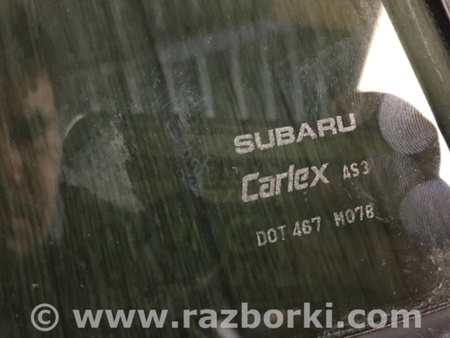 SUBARU
Carlex AS3
DOT 467 M078
© www.razborki.com